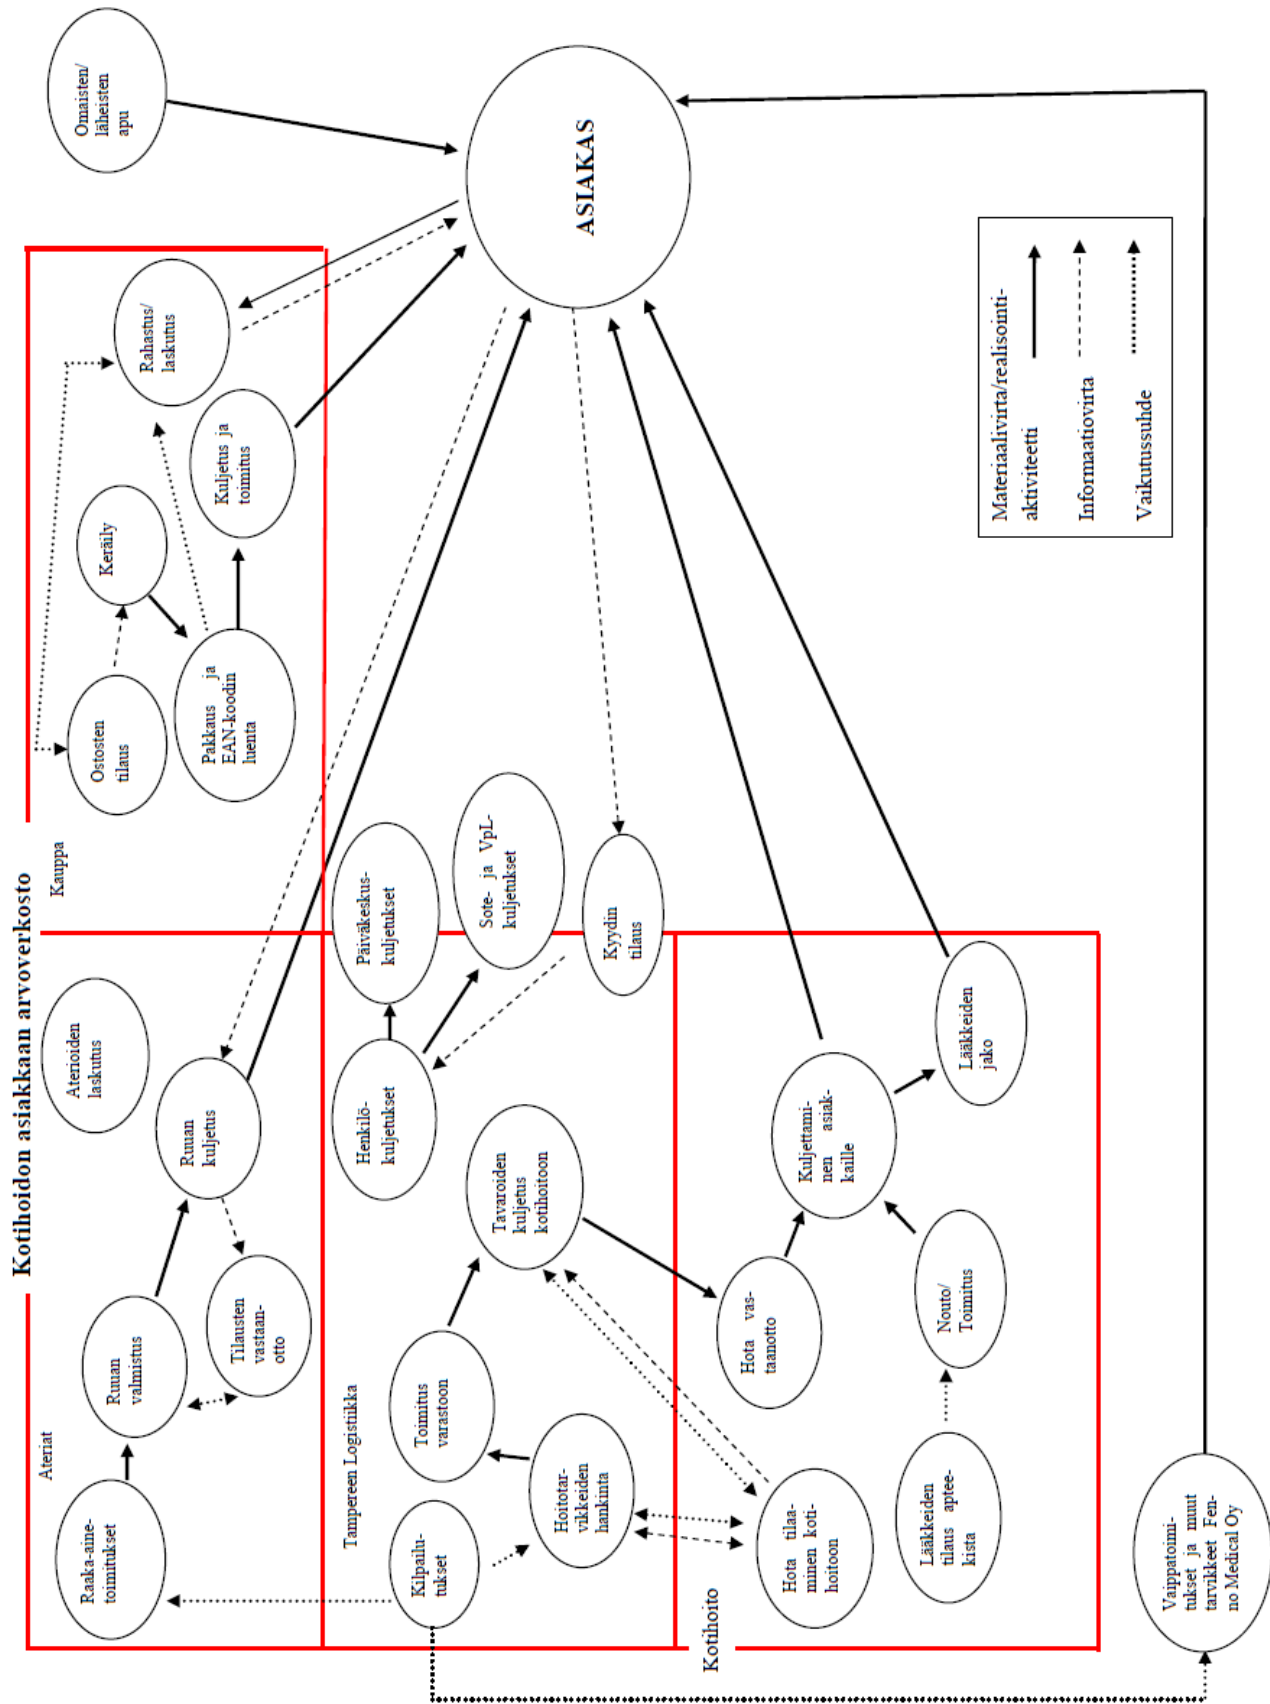 Kotihoidon asiakkaan arvoverkosto
Ateriat
Raaka-aine-
toimitukset
Ruuan
valmistus
Tilausten
vastaan-
otto
Ruuan
kuljetus
Aterioiden
laskutus
Kauppa
Ostosten
tilaus
Keräily
Pakkaus ja
EAN-koodin
luenta
Kuljetus ja
toimitus
Rahastus/
laskutus
Omaisten/
läheisten
apu
Tampereen Logistiikka
Kilpailu
tukset
Hoitotar-
vikkeiden
hankinta
Toimitus
varastoon
Tavaroiden
kuljetus
kotihoitoon
Henkilö-
kuljetukset
Päiväkeskus-
kuljetukset
Sote- ja VpL-
kuljetukset
Kyydin
tilaus
ASIAKAS
Kotihoito
Hota tilaa-
minen koti-
hoitoon
Hota vas-
taanotto
Lääkkeiden
tilaus aptee-
kista
Nouto/
Toimitus
Kuljettami-
nen asiak-
kaille
Lääkkeiden
jako
Vaippatoimi-
tukset ja muut
tarvikkeet Fen-
no Medical Oy
Materiaalivirta/realisointi-
aktiviteetti
Informaatiovirta
Vaikutussuhde